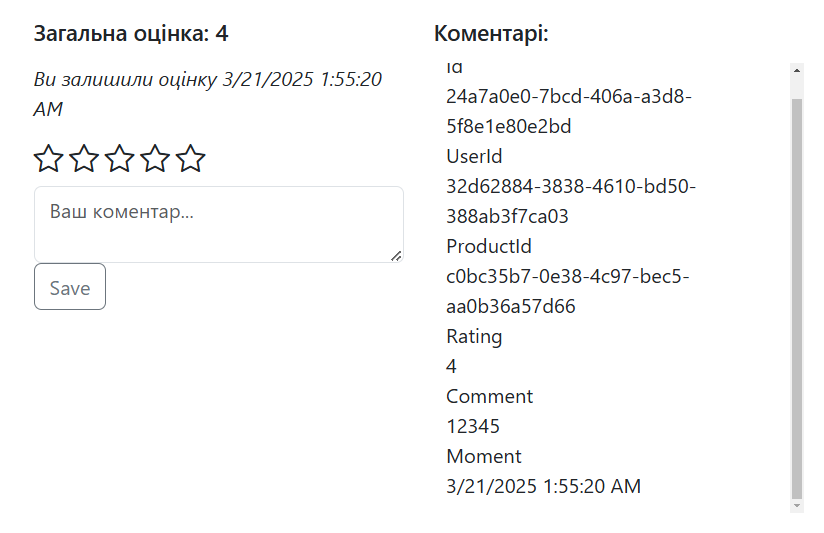 Загальна оцінка: 4
Ви залишили оцінку 3/21/2025 1:55:20
AM
Ваш коментар...
Save
Коментарі:
Id
24a7a0e0-7bcd-406a-a3d8-
5f8e1e80e2bd
UserId
32d62884-3838-4610-bd50-
388ab3f7ca03
ProductId
c0bc35b7-0e38-4c97-bec5-
aa0b36a57d66
Rating
4
Comment
12345
Moment
3/21/2025 1:55:20 AM